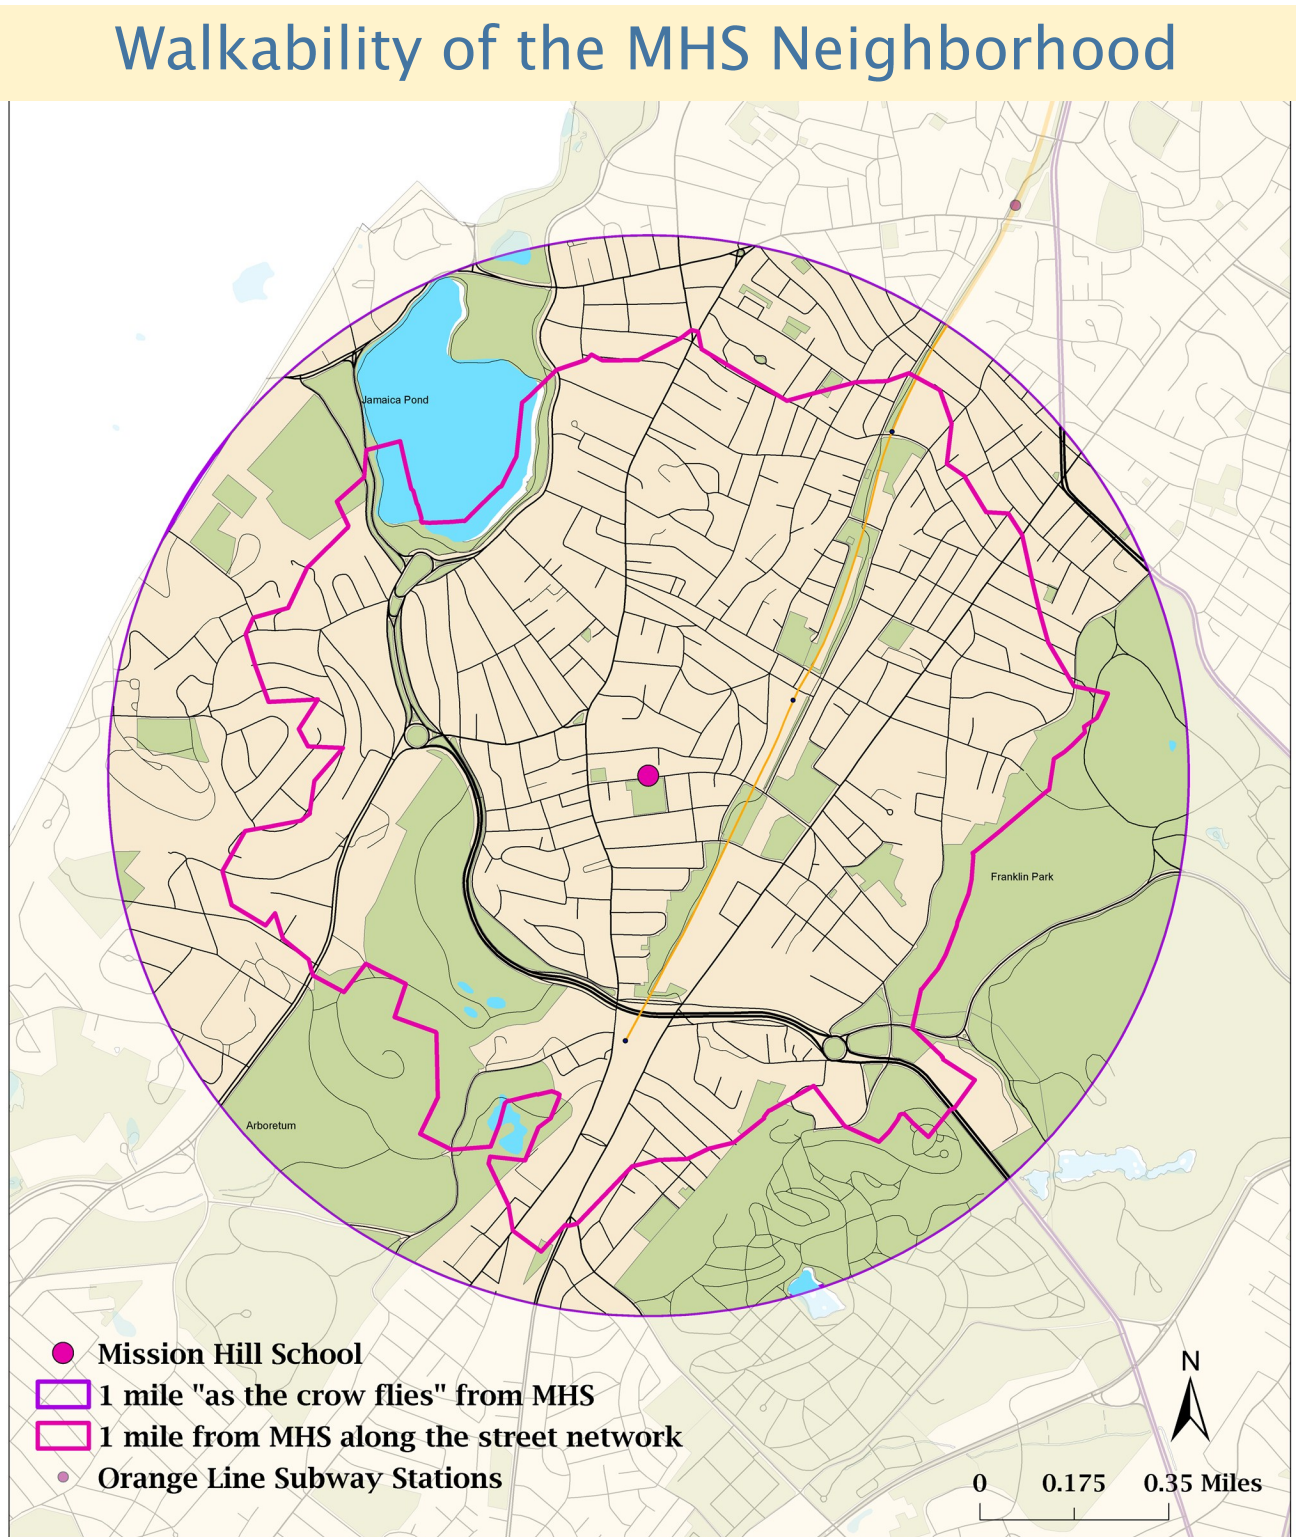 Walkability of the MHS Neighborhood
Jamaica Pond
Franklin Park
Arboretum
Mission Hill School
1 mile "as the crow flies" from MHS
1 mile from MHS along the street network
Orange Line Subway Stations
N
0 0.175 0.35 Miles